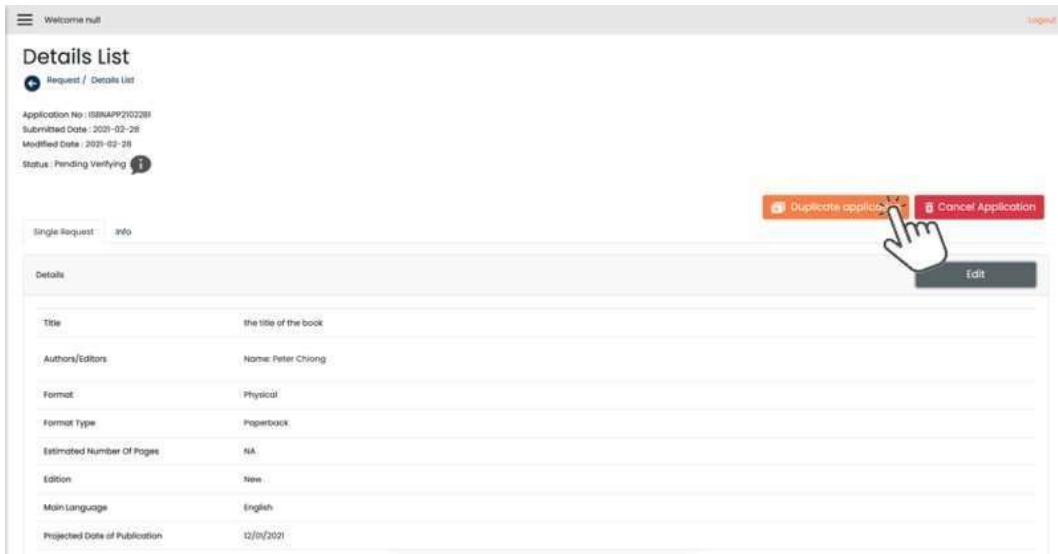 Welcome null
Logout
Details List
Request / Details List
Application No : ISBNAPP2102281
Submitted Date : 2021-02-28
Modified Date : 2021-02-28
Status : Pending Verifying
Duplicate
Cancel Application
Single Request Info
Details
Edit
Title the title of the book
Authors/Editors Name: Peter Chiong
Format Physical
Format Type Paperback
Estimated Number Of Pages NA
Edition New
Main Language English
Projected Date of Publication 12/01/2021